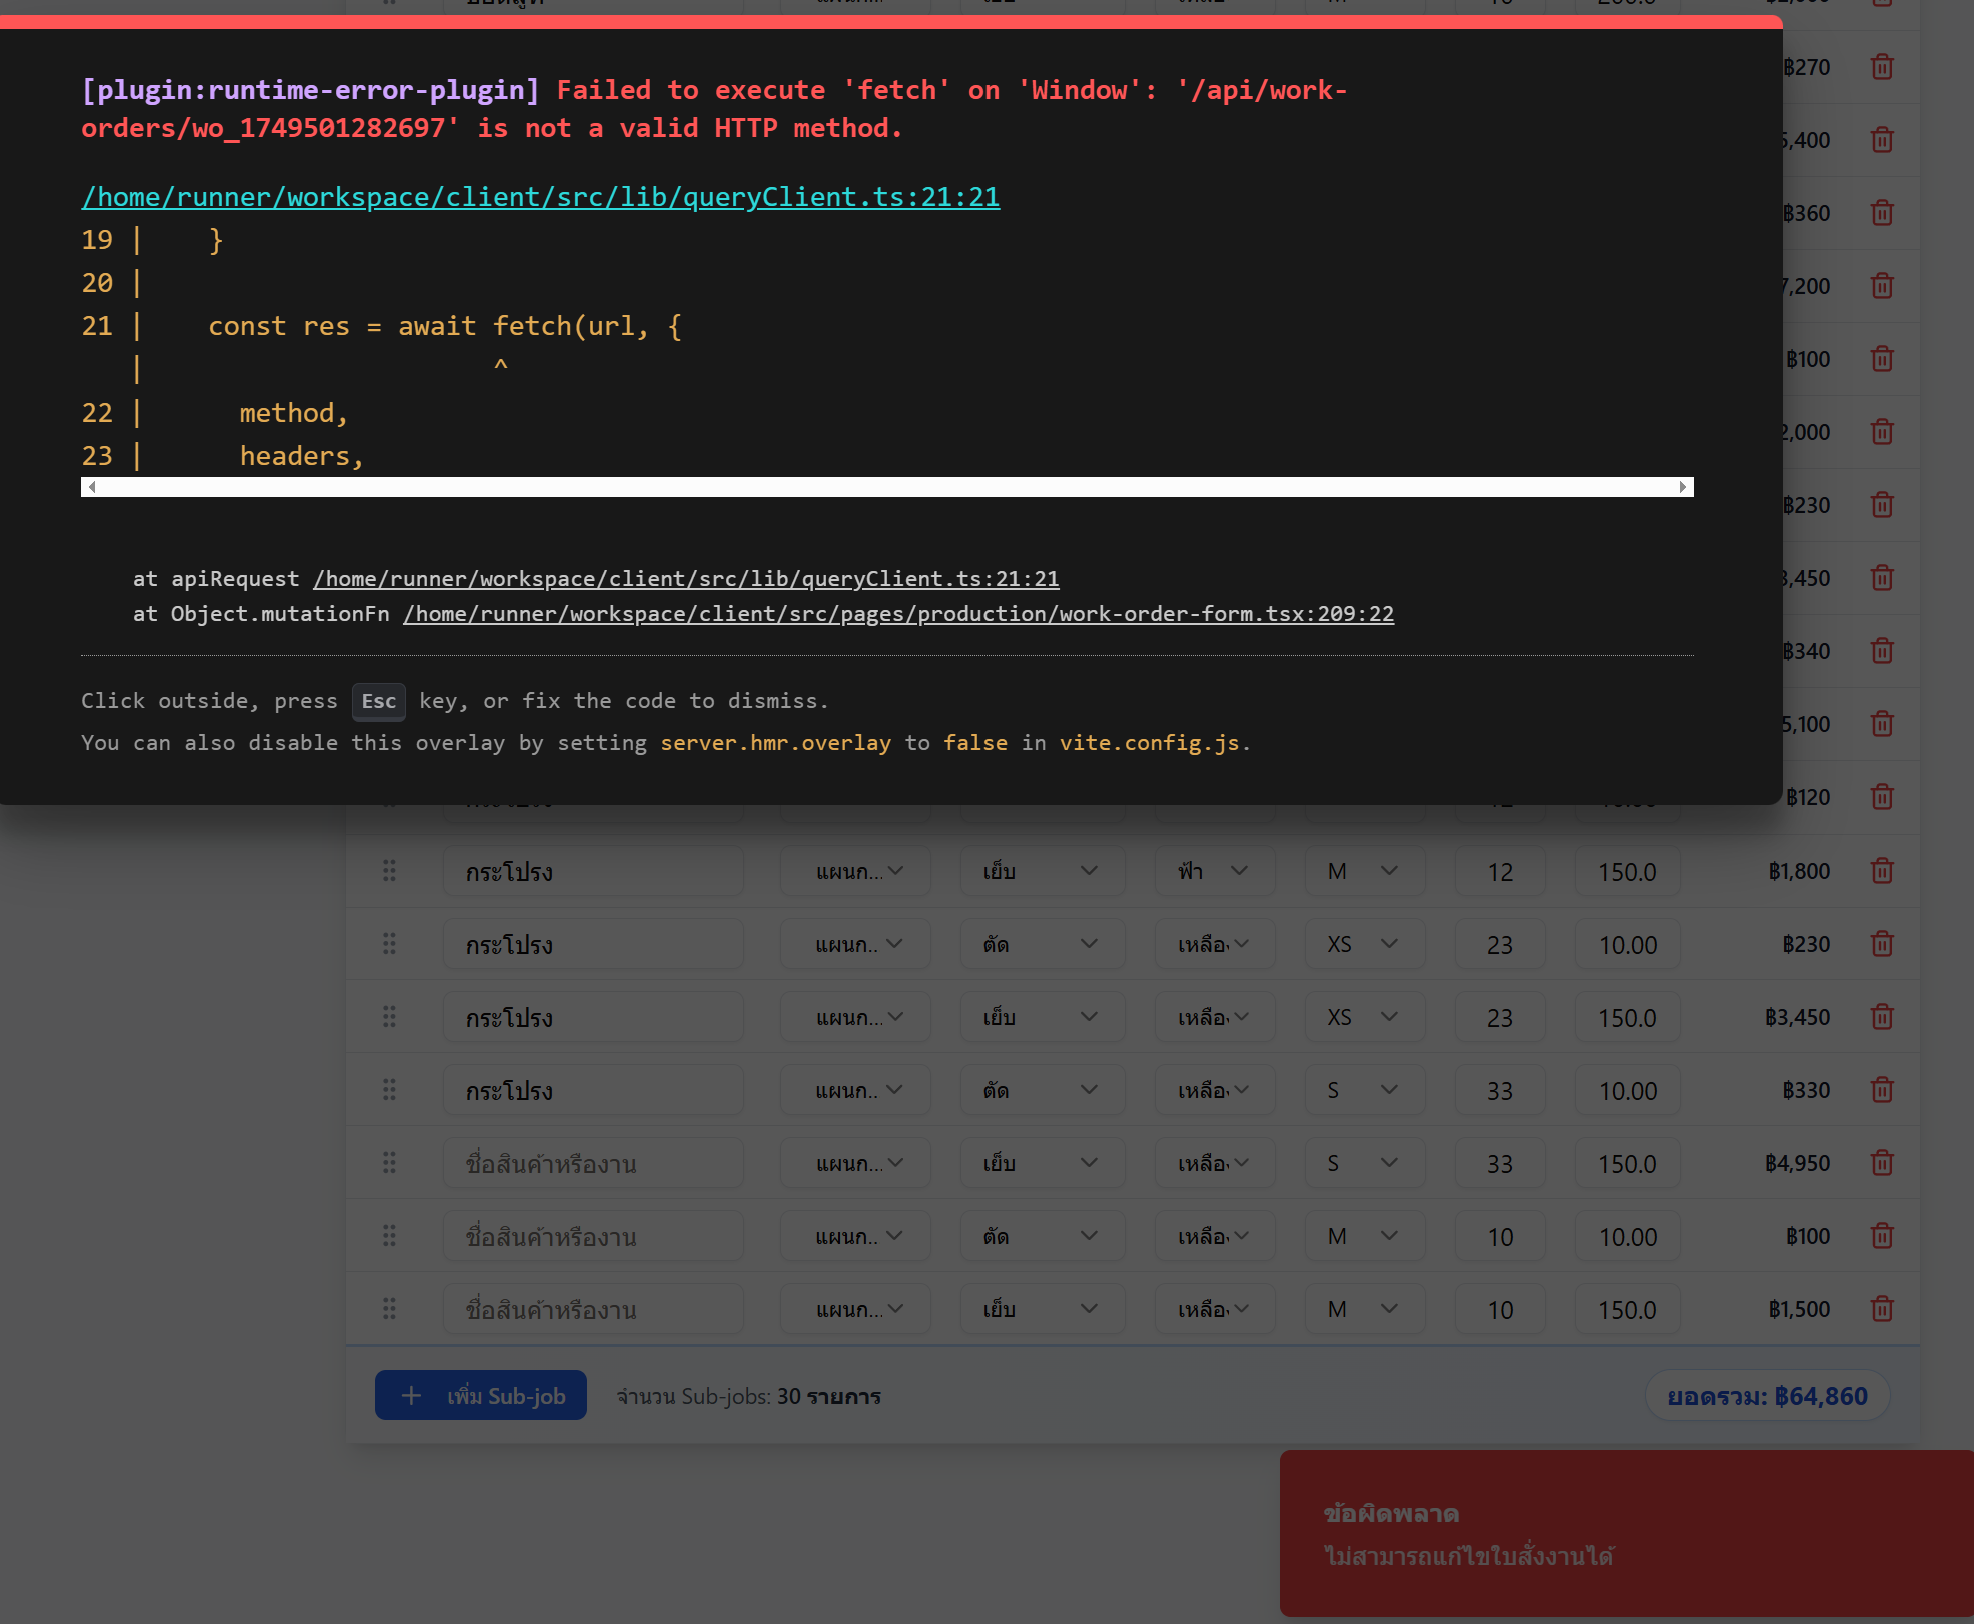 [plugin:runtime-error-plugin] Failed to execute 'fetch' on 'Window': '/api/work-
orders/wo_1749501282697' is not a valid HTTP method.
/home/runner/workspace/client/src/lib/queryClient.ts:21:21
19 | }
20 |
21 | const res = await fetch(url, {
| ^
22 | method,
23 | headers,
at apiRequest /home/runner/workspace/client/src/lib/queryClient.ts:21:21
at Object.mutationFn /home/runner/workspace/client/src/pages/production/work-order-form.tsx:209:22
Click outside, press Esc key, or fix the code to dismiss.
You can also disable this overlay by setting server.hmr.overlay to false in vite.config.js.
฿270
5,400
฿360
7,200
฿100
2,000
฿230
3,450
฿340
5,100
฿120
กระโปรง แผนก... เย็บ ฟ้า M 12 150.0 ฿1,800
กระโปรง แผนก.. ตัด เหลือง XS 23 10.00 ฿230
กระโปรง แผนก... เย็บ เหลือง XS 23 150.0 ฿3,450
กระโปรง แผนก.. ตัด เหลือง S 33 10.00 ฿330
ชื่อสินค้าหรืองาน แผนก... เย็บ เหลือง S 33 150.0 ฿4,950
ชื่อสินค้าหรืองาน แผนก.. ตัด เหลือง M 10 10.00 ฿100
ชื่อสินค้าหรืองาน แผนก... เย็บ เหลือง M 10 150.0 ฿1,500
+ เพิ่ม Sub-job จำนวน Sub-jobs: 30 รายการ ยอดรวม: ฿64,860
ข้อผิดพลาด
ไม่สามารถแก้ไขใบสั่งงานได้